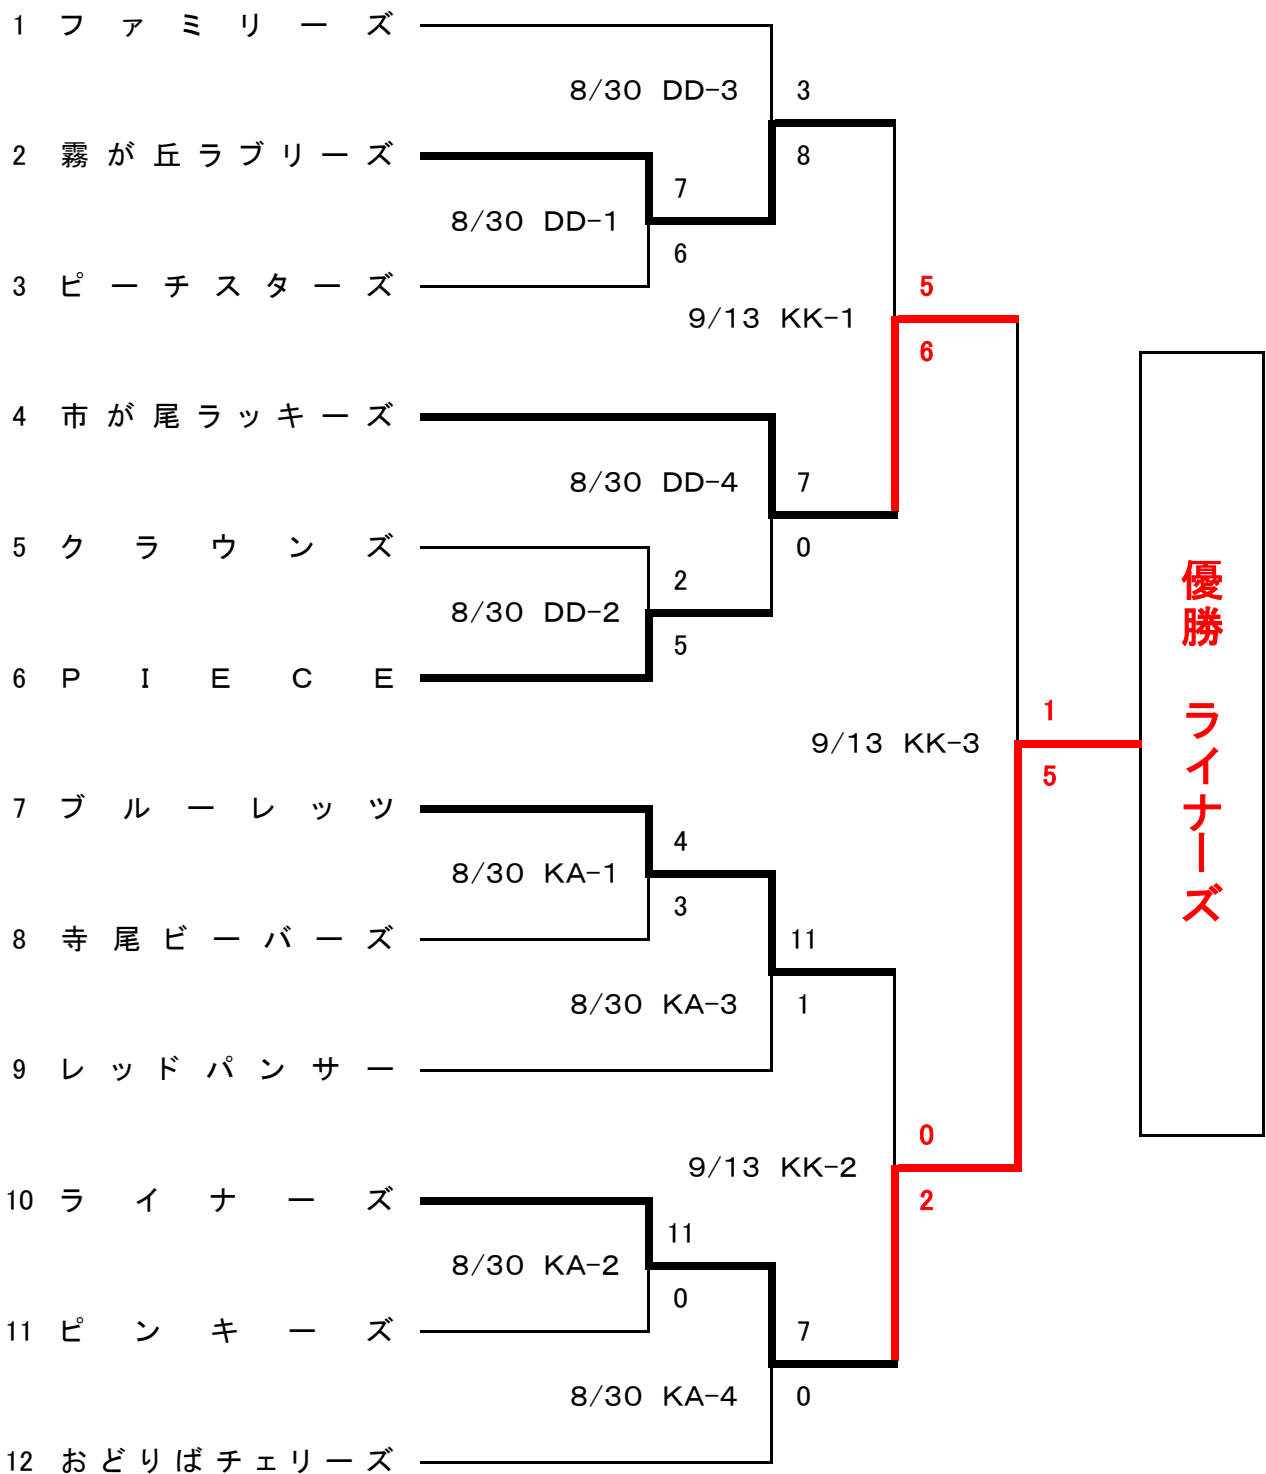 1 ファミリーズ
8/30 DD-3 3
2 霧が丘ラブリーズ
8
7
8/30 DD-1
6
3 ピーチスターズ
5
9/13 KK-1
6
4 市が尾ラッキーズ
8/30 DD-4 7
5 クラウンズ
0
2
8/30 DD-2
5
6 PIECE
1
9/13 KK-3
5
優勝 ライナーズ
7 ブルーレッツ
4
8/30 KA-1
3
8 寺尾ビーバーズ
11
8/30 KA-3 1
9 レッドパンサー
0
9/13 KK-2
2
10 ライナーズ
11
8/30 KA-2
0
11 ピンキーズ
7
8/30 KA-4 0
12 おどりばチェリーズ